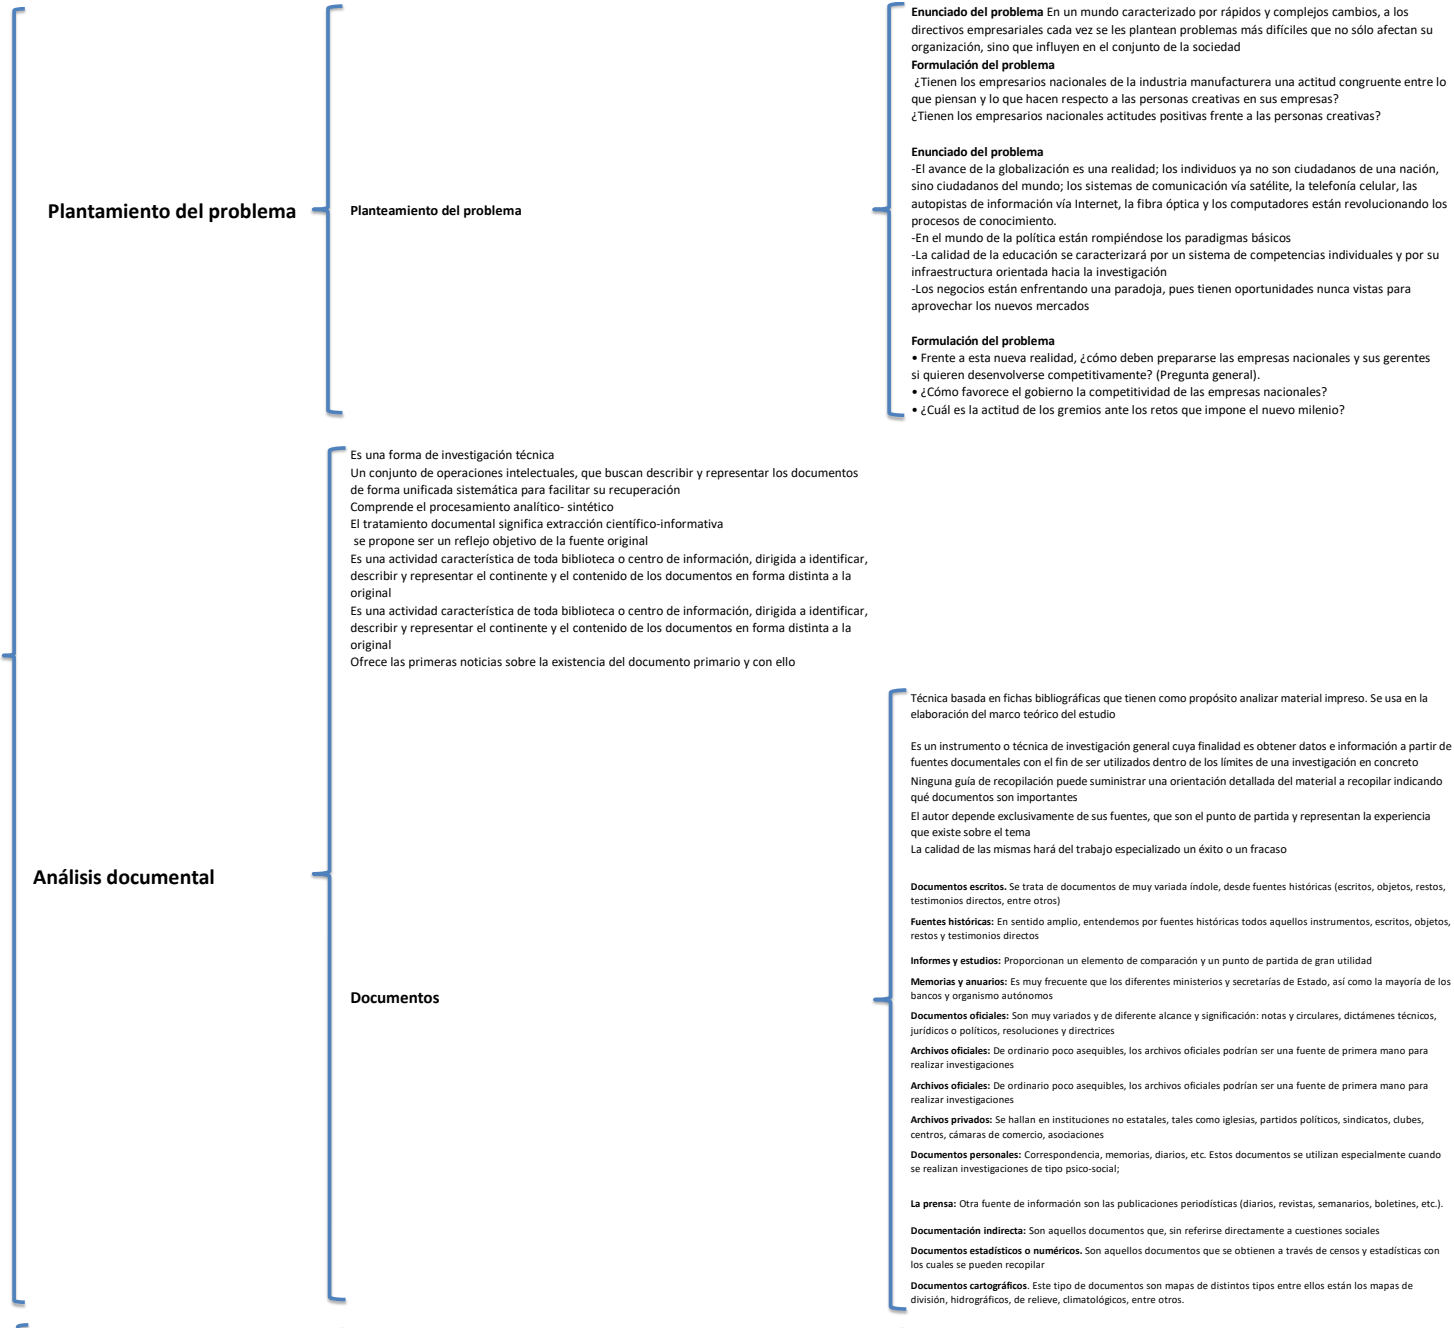 Plantamiento del problema
Planteamiento del problema
Enunciado del problema En un mundo caracterizado por rápidos y complejos cambios, a los
directivos empresariales cada vez se les plantean problemas más difíciles que no sólo afectan su
organización, sino que influyen en el conjunto de la sociedad
Formulación del problema
¿Tienen los empresarios nacionales de la industria manufacturera una actitud congruente entre lo
que piensan y lo que hacen respecto a las personas creativas en sus empresas?
¿Tienen los empresarios nacionales actitudes positivas frente a las personas creativas?
Enunciado del problema
-El avance de la globalización es una realidad; los individuos ya no son ciudadanos de una nación,
sino ciudadanos del mundo; los sistemas de comunicación vía satélite, la telefonía celular, las
autopistas de información vía Internet, la fibra óptica y los computadores están revolucionando los
procesos de conocimiento.
-En el mundo de la política están rompiéndose los paradigmas básicos
-La calidad de la educación se caracterizará por un sistema de competencias individuales y por su
infraestructura orientada hacia la investigación
-Los negocios están enfrentando una paradoja, pues tienen oportunidades nunca vistas para
aprovechar los nuevos mercados
Formulación del problema
• Frente a esta nueva realidad, ¿cómo deben prepararse las empresas nacionales y sus gerentes
si quieren desenvolverse competitivamente? (Pregunta general).
• ¿Cómo favorece el gobierno la competitividad de las empresas nacionales?
• ¿Cuál es la actitud de los gremios ante los retos que impone el nuevo milenio?
Análisis documental
Es una forma de investigación técnica
Un conjunto de operaciones intelectuales, que buscan describir y representar los documentos
de forma unificada sistemática para facilitar su recuperación
Comprende el procesamiento analítico- sintético
El tratamiento documental significa extracción científico-informativa
se propone ser un reflejo objetivo de la fuente original
Es una actividad característica de toda biblioteca o centro de información, dirigida a identificar,
describir y representar el continente y el contenido de los documentos en forma distinta a la
original
Es una actividad característica de toda biblioteca o centro de información, dirigida a identificar,
describir y representar el continente y el contenido de los documentos en forma distinta a la
original
Ofrece las primeras noticias sobre la existencia del documento primario y con ello
Documentos
Técnica basada en fichas bibliográficas que tienen como propósito analizar material impreso. Se usa en la
elaboración del marco teórico del estudio
Es un instrumento o técnica de investigación general cuya finalidad es obtener datos e información a partir de
fuentes documentales con el fin de ser utilizados dentro de los límites de una investigación en concreto
Ninguna guía de recopilación puede suministrar una orientación detallada del material a recopilar indicando
qué documentos son importantes
El autor depende exclusivamente de sus fuentes, que son el punto de partida y representan la experiencia
que existe sobre el tema
La calidad de las mismas hará del trabajo especializado un éxito o un fracaso
Documentos escritos. Se trata de documentos de muy variada índole, desde fuentes históricas (escritos, objetos, restos,
testimonios directos, entre otros)
Fuentes históricas: En sentido amplio, entendemos por fuentes históricas todos aquellos instrumentos, escritos, objetos,
restos y testimonios directos
Informes y estudios: Proporcionan un elemento de comparación y un punto de partida de gran utilidad
Memorias y anuarios: Es muy frecuente que los diferentes ministerios y secretarías de Estado, así como la mayoría de los
bancos y organismo autónomos
Documentos oficiales: Son muy variados y de diferente alcance y significación: notas y circulares, dictámenes técnicos,
jurídicos o políticos, resoluciones y directrices
Archivos oficiales: De ordinario poco asequibles, los archivos oficiales podrían ser una fuente de primera mano para
realizar investigaciones
Archivos oficiales: De ordinario poco asequibles, los archivos oficiales podrían ser una fuente de primera mano para
realizar investigaciones
Archivos privados: Se hallan en instituciones no estatales, tales como iglesias, partidos políticos, sindicatos, clubes,
centros, cámaras de comercio, asociaciones
Documentos personales: Correspondencia, memorias, diarios, etc. Estos documentos se utilizan especialmente cuando
se realizan investigaciones de tipo psico-social;
La prensa: Otra fuente de información son las publicaciones periodísticas (diarios, revistas, semanarios, boletines, etc.).
Documentación indirecta: Son aquellos documentos que, sin referirse directamente a cuestiones sociales
Documentos estadísticos o numéricos. Son aquellos documentos que se obtienen a través de censos y estadísticas con
los cuales se pueden recopilar
Documentos cartográficos. Este tipo de documentos son mapas de distintos tipos entre ellos están los mapas de
división, hidrográficos, de relieve, climatológicos, entre otros.